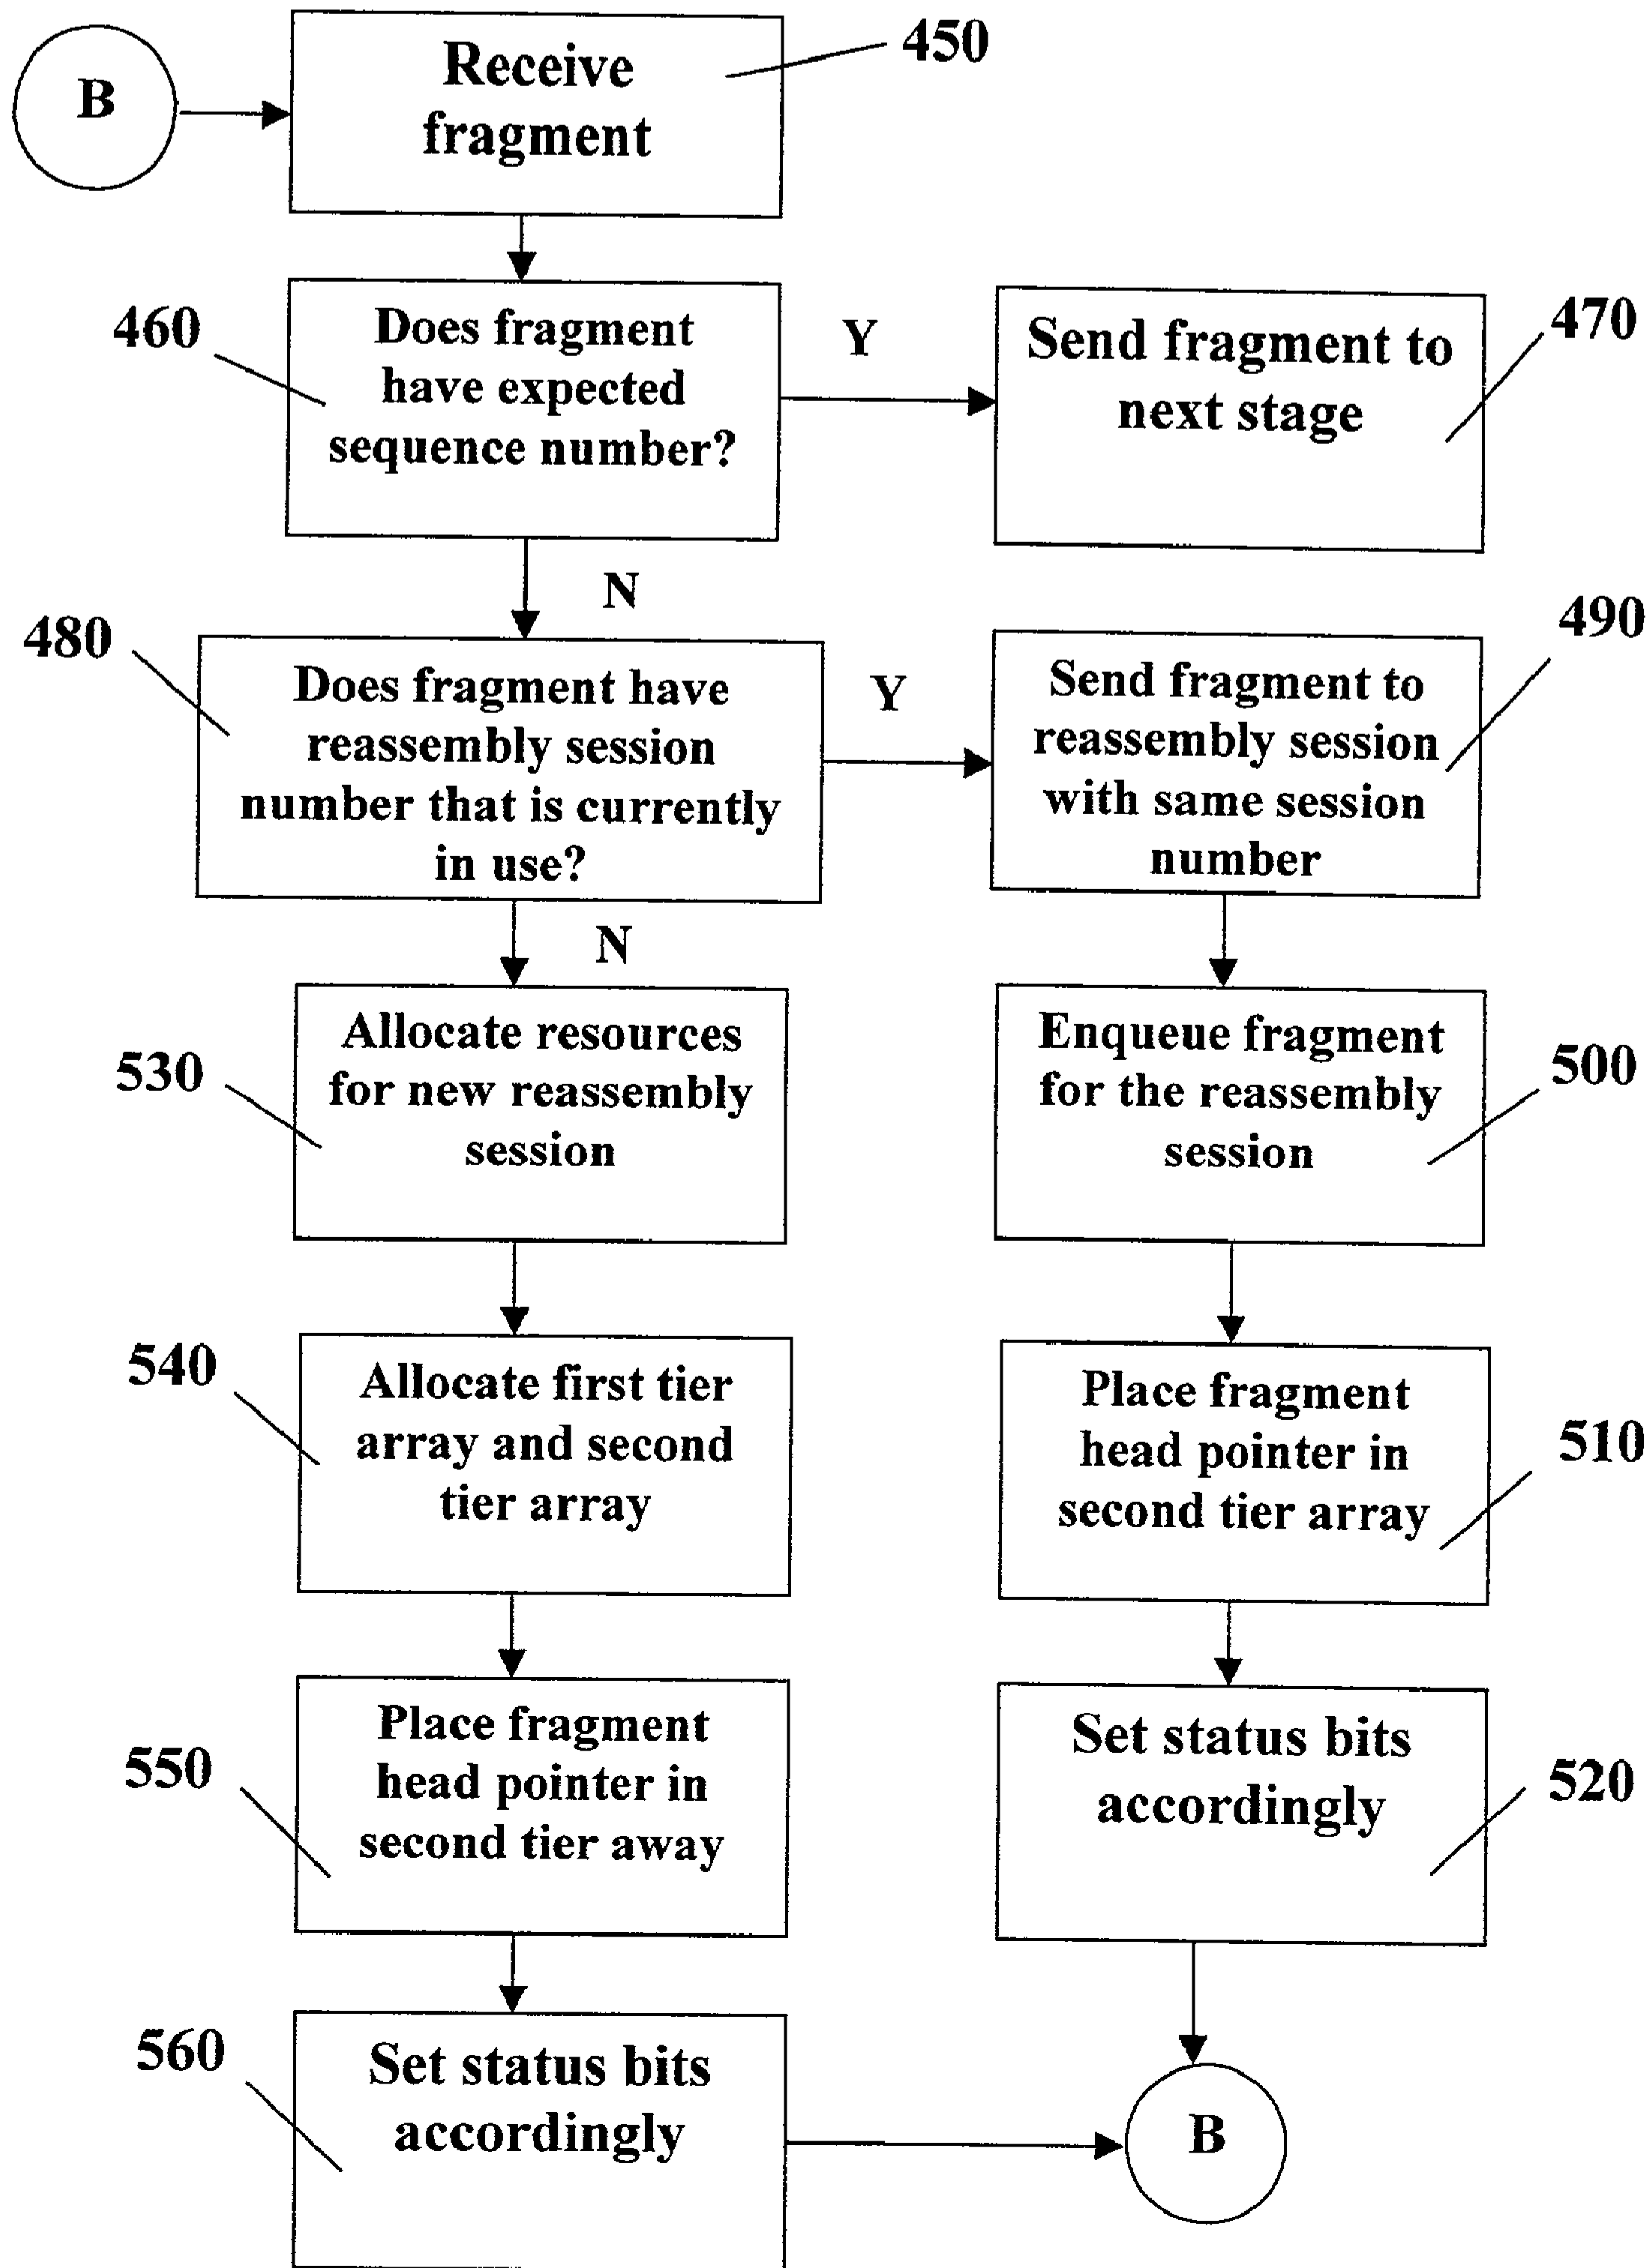 B
Receive
fragment
450
460
Does fragment
have expected
sequence number?
Y
Send fragment to
next stage
470
N
480
Does fragment have
reassembly session
number that is currently
in use?
Y
Send fragment to
reassembly session
with same session
number
490
N
530
Allocate resources
for new reassembly
session
Enqueue fragment
for the reassembly
session
500
540
Allocate first tier
array and second
tier array
Place fragment
head pointer in
second tier array
510
550
Place fragment
head pointer in
second tier away
Set status bits
accordingly
520
560
Set status bits
accordingly
B